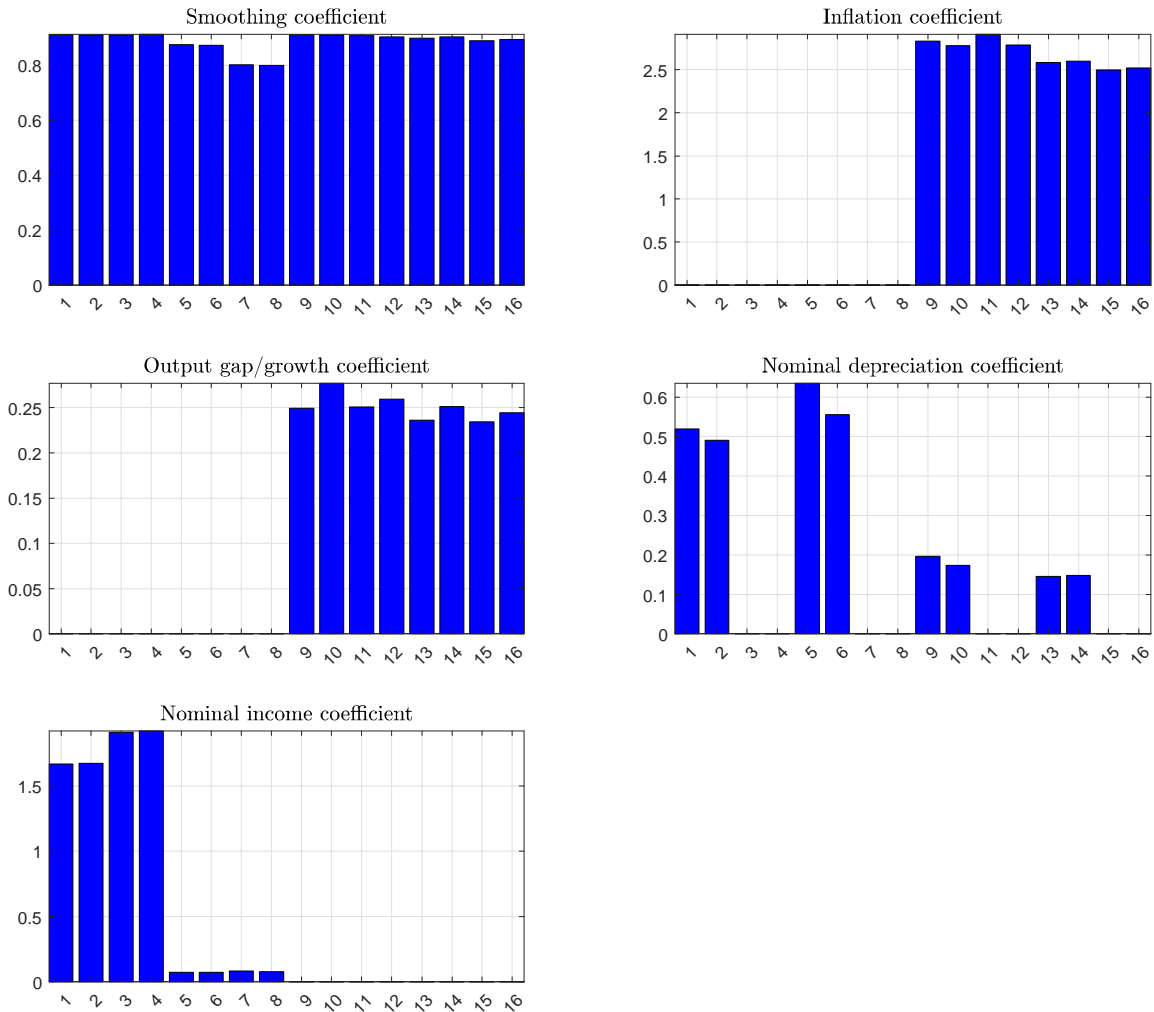 Smoothing coefficient
0.8
0.6
0.4
0.2
0
1 2 3 4 5 6 7 8 9 10 11 12 13 14 15 16
Inflation coefficient
2.5
2
1.5
1
0.5
0
1 2 3 4 5 6 7 8 9 10 11 12 13 14 15 16
Output gap/growth coefficient
0.25
0.2
0.15
0.1
0.05
0
1 2 3 4 5 6 7 8 9 10 11 12 13 14 15 16
Nominal depreciation coefficient
0.6
0.5
0.4
0.3
0.2
0.1
0
1 2 3 4 5 6 7 8 9 10 11 12 13 14 15 16
Nominal income coefficient
1.5
1
0.5
0
1 2 3 4 5 6 7 8 9 10 11 12 13 14 15 16